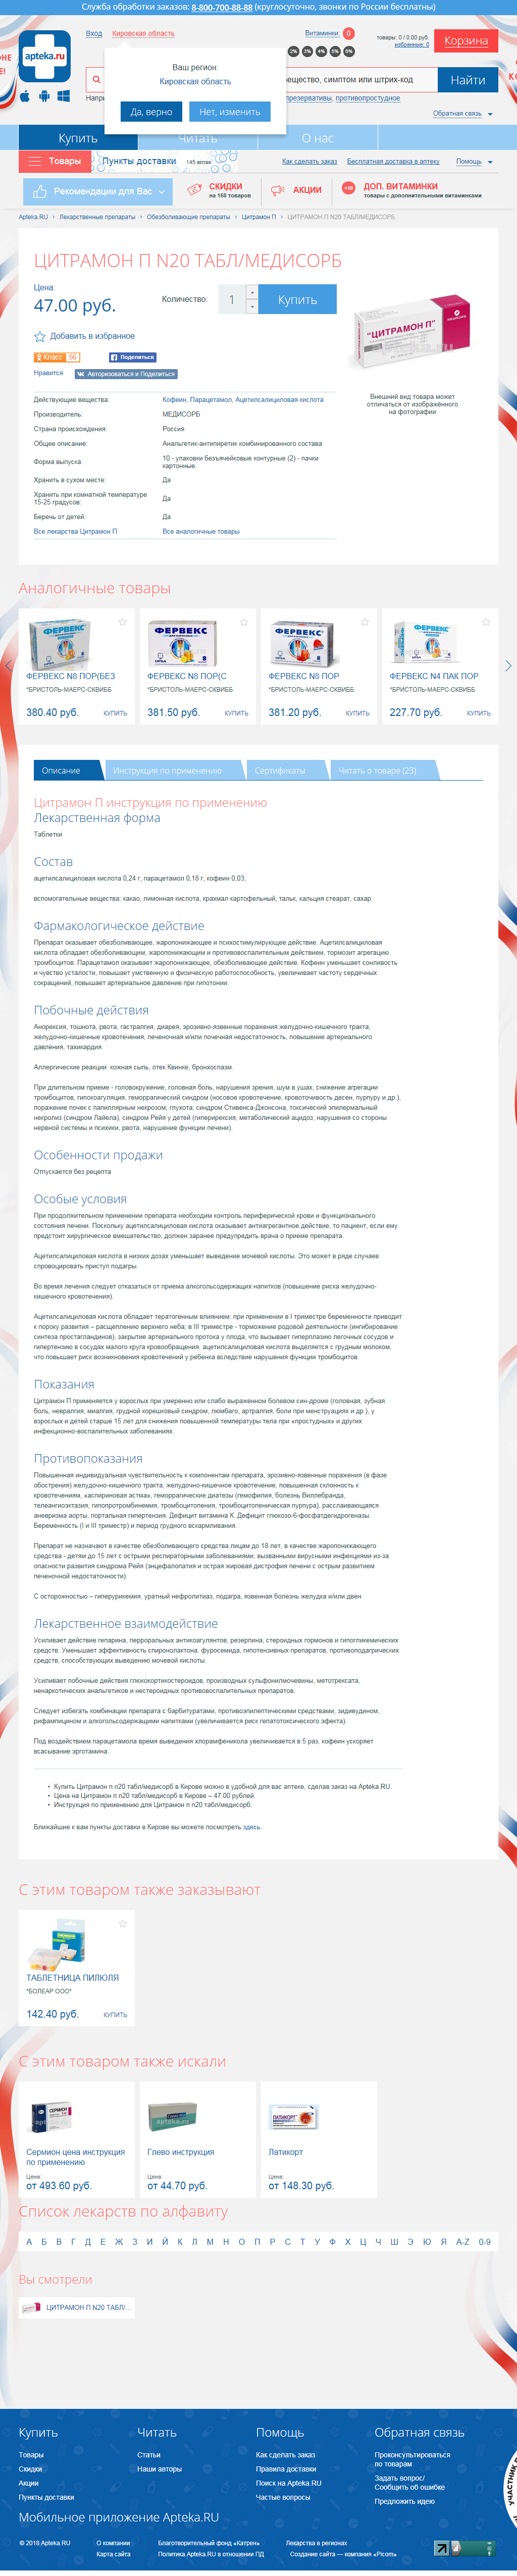 Служба обработки заказов: 8-800-700-88-88 (круглосуточно, звонки по России бесплатны)
Вход
Кировская область
Витаминки: 0
товары: 0 / 0.00 руб.
избранные: 0
Корзина
apteka.ru
2% 3% 4% 5% 6%
Ваш регион:
Кировская область
Да, верно
Нет, изменить
вещество, симптом или штрих-код
Найти
презервативы, противопростудное
Обратная связь
Купить
Читать
О нас
Товары
Пункты доставки
145 аптек
Как сделать заказ
Бесплатная доставка в аптеку
Помощь
Рекомендации для Вас
СКИДКИ
на 168 товаров
АКЦИИ
+10
ДОП. ВИТАМИНКИ
товары с дополнительными витаминками
Apteka.RU › Лекарственные препараты › Обезболивающие препараты › Цитрамон П › ЦИТРАМОН П N20 ТАБЛ/МЕДИСОРБ
ЦИТРАМОН П N20 ТАБЛ/МЕДИСОРБ
Цена:
47.00 руб.
Количество:
1
Купить
Добавить в избранное
Класс 56
Поделиться
Нравится
Авторизоваться и Поделиться
"ЦИТРАМОН П"
Внешний вид товара может
отличаться от изображённого
на фотографии
Действующие вещества: Кофеин, Парацетамол, Ацетилсалициловая кислота
Производитель: МЕДИСОРБ
Страна происхождения: Россия
Общее описание: Анальгетик-антипиретик комбинированного состава
Форма выпуска: 10 - упаковки безъячейковые контурные (2) - пачки
картонные.
Хранить в сухом месте: Да
Хранить при комнатной температуре
15-25 градусов: Да
Беречь от детей: Да
Все лекарства Цитрамон П
Все аналогичные товары
Аналогичные товары
ФЕРВЕКС N8 ПОР(БЕЗ
"БРИСТОЛЬ-МАЕРС-СКВИББ
380.40 руб. КУПИТЬ
ФЕРВЕКС N8 ПОР(С
"БРИСТОЛЬ-МАЕРС-СКВИББ
381.50 руб. КУПИТЬ
ФЕРВЕКС N8 ПОР
"БРИСТОЛЬ-МАЕРС-СКВИББ
381.20 руб. КУПИТЬ
ФЕРВЕКС N4 ПАК ПОР
"БРИСТОЛЬ-МАЕРС-СКВИББ
227.70 руб. КУПИТЬ
Описание
Инструкция по применению
Сертификаты
Читать о товаре (23)
Цитрамон П инструкция по применению
Лекарственная форма
Таблетки
Состав
ацетилсалициловая кислота 0,24 г, парацетамол 0,18 г, кофеин 0,03;
вспомогательные вещества: какао, лимонная кислота, крахмал картофельный, тальк, кальция стеарат, сахар.
Фармакологическое действие
Препарат оказывает обезболивающее, жаропонижающее и психостимулирующее действие. Ацетилсалициловая
кислота обладает обезболивающим, жаропонижающим и противовоспалительным действием, тормозит агрегацию
тромбоцитов. Парацетамол оказывает жаропонижающее, обезболивающее действие. Кофеин уменьшает сонливость
и чувство усталости, повышает умственную и физическую работоспособность, увеличивает частоту сердечных
сокращений, повышает артериальное давление при гипотонии.
Побочные действия
Анорексия, тошнота, рвота, гастралгия, диарея, эрозивно-язвенные поражения желудочно-кишечного тракта,
желудочно-кишечные кровотечения, печеночная и/или почечная недостаточность, повышение артериального
давления, тахикардия.
Аллергические реакции: кожная сыпь, отек Квинке, бронхоспазм.
При длительном приеме - головокружение, головная боль, нарушения зрения, шум в ушах, снижение агрегации
тромбоцитов, гипокоагуляция, геморрагический синдром (носовое кровотечение, кровоточивость десен, пурпуру и др.),
поражение почек с папиллярным некрозом; глухота; синдром Стивенса-Джонсона, токсический эпидермальный
некролиз (синдром Лайела), синдром Рейя у детей (гиперирексия, метаболический ацидоз, нарушения со стороны
нервной системы и психики, рвота, нарушение функции печени).
Особенности продажи
Отпускается без рецепта
Особые условия
При продолжительном применении препарата необходим контроль периферической крови и функционального
состояния печени. Поскольку ацетилсалициловая кислота оказывает антиагрегантное действие, то пациент, если ему
предстоит хирургическое вмешательство, должен заранее предупредить врача о приеме препарата.
Ацетилсалициловая кислота в низких дозах уменьшает выведение мочевой кислоты. Это может в ряде случаев
спровоцировать приступ подагры.
Во время лечения следует отказаться от приема алкогольсодержащих напитков (повышение риска желудочно-
кишечного кровотечения).
Ацетилсалициловая кислота обладает тератогенным влиянием: при применении в I триместре беременности приводит
к пороку развития – расщеплению верхнего неба; в III триместре - торможение родовой деятельности (ингибирование
синтеза простагландинов), закрытие артериального протока у плода, что вызывает гиперплазию легочных сосудов и
гипертензию в сосудах малого круга кровообращения. ацетилсалициловая кислота выделяется с грудным молоком,
что повышает риск возникновения кровотечений у ребенка вследствие нарушения функции тромбоцитов.
Показания
Цитрамон П применяется у взрослых при умеренно или слабо выраженном болевом син-дроме (головная, зубная
боль, невралгия, миалгия, грудной корешковый синдром, люмбаго, артралгия, боли при менструациях и др.), у
взрослых и детей старше 15 лет для снижения повышенной температуры тела при «простудных» и других
инфекционно-воспалительных заболеваниях.
Противопоказания
Повышенная индивидуальная чувствительность к компонентам препарата, эрозивно-язвенные поражения (в фазе
обострения) желудочно-кишечного тракта, желудочно-кишечное кровотечение, повышенная склонность к
кровотечениям, «аспириновая астма», геморрагические диатезы (гемофилия, болезнь Виллебранда,
телеангиоэктазия, гипопротромбинемия, тромбоцитопения, тромбоцитопеническая пурпура), расслаивающаяся
аневризма аорты, портальная гипертензия. Дефицит витамина К. Дефицит глюкозо-6-фосфатдегидрогеназы.
Беременность (I и III триместр) и период грудного вскармливания.
Препарат не назначают в качестве обезболивающего средства лицам до 18 лет, в качестве жаропонижающего
средства - детям до 15 лет с острыми респираторными заболеваниями, вызванными вирусными инфекциями из-за
опасности развития синдрома Рейя (энцефалопатия и острая жировая дистрофия печени с острым развитием
печеночной недостаточности).
С осторожностью – гиперурикемия, уратный нефролитиаз, подагра, язвенная болезнь желудка и/или двен
Лекарственное взаимодействие
Усиливает действие гепарина, пероральных антикоагулянтов, резерпина, стероидных гормонов и гипогликемических
средств. Уменьшает эффективность спиронолактона, фуросемида, гипотензивных препаратов, противоподагрических
средств, способствующих выведению мочевой кислоты.
Усиливает побочные действия глюкокортикостероидов, производных сульфонилмочевины, метотрексата,
ненаркотических анальгетиков и нестероидных противовоспалительных препаратов.
Следует избегать комбинации препарата с барбитуратами, противоэпилептическими средствами, зидивудином,
рифампицином и алкогольсодержащими напитками (увеличивается риск гепатотоксического эфекта).
Под воздействием парацетамола время выведения хлорамфеникола увеличивается в 5 раз, кофеин ускоряет
всасывание эрготамина.
• Купить Цитрамон п n20 табл/медисорб в Кирове можно в удобной для вас аптеке, сделав заказ на Apteka.RU.
• Цена на Цитрамон п n20 табл/медисорб в Кирове – 47.00 рублей.
• Инструкция по применению для Цитрамон п n20 табл/медисорб.
Ближайшие к вам пункты доставки в Кирове вы можете посмотреть здесь.
С этим товаром также заказывают
ТАБЛЕТНИЦА ПИЛЮЛЯ
"БОЛЕАР ООО"
142.40 руб. КУПИТЬ
С этим товаром также искали
Сермион цена инструкция
по применению
Цена:
от 493.60 руб.
Глево инструкция
Цена:
от 44.70 руб.
Латикорт
Цена:
от 148.30 руб.
Список лекарств по алфавиту
А Б В Г Д Е Ж З И Й К Л М Н О П Р С Т У Ф Х Ц Ч Ш Э Ю Я A-Z 0-9
Вы смотрели
ЦИТРАМОН П N20 ТАБЛ/...
Купить
Товары
Скидки
Акции
Пункты доставки
Читать
Статьи
Наши авторы
Помощь
Как сделать заказ
Правила доставки
Поиск на Apteka.RU
Частые вопросы
Обратная связь
Проконсультироваться
по товарам
Задать вопрос/
Сообщить об ошибке
Предложить идею
Мобильное приложение Apteka.RU
© 2018 Apteka.RU
О компании
Карта сайта
Благотворительный фонд «Катрен»
Политика Apteka.RU в отношении ПД
Лекарства в регионах
Создание сайта — компания «Picom»